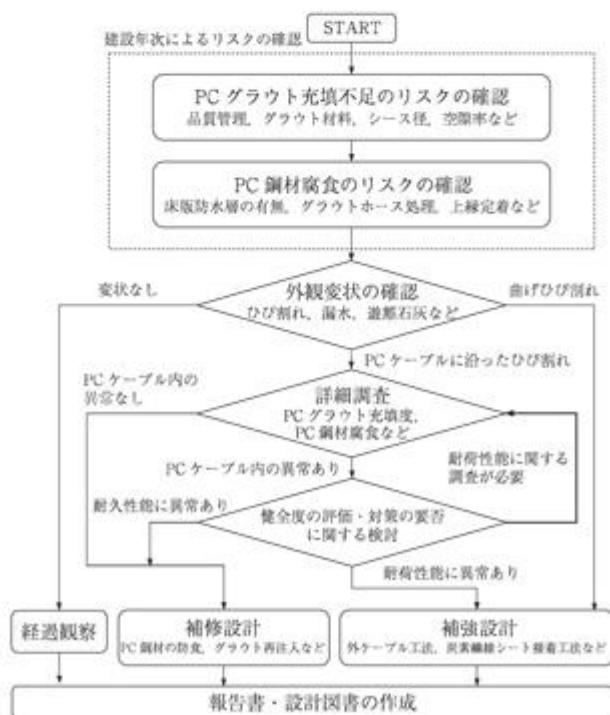 START
建設年次によるリスクの確認
PCグラウト充填不足のリスクの確認
品質管理，グラウト材料，シース径，空隙率など
PC鋼材腐食のリスクの確認
床版防水層の有無，グラウトホース処理，上縁定着など
変状なし
外観変状の確認
ひび割れ，漏水，遊離石灰など
曲げひび割れ
PCケーブルに沿ったひび割れ
PCケーブル内の
異常なし
詳細調査
PCグラウト充填度，
PC鋼材腐食など
PCケーブル内の異常あり
耐荷性能に関する
調査が必要
耐久性能に異常あり
健全度の評価・対策の要否
に関する検討
耐荷性能に異常あり
経過観察
補修設計
PC鋼材の防食，グラウト再注入など
補強設計
外ケーブル工法，炭素繊維シート接着工法など
報告書・設計図書の作成